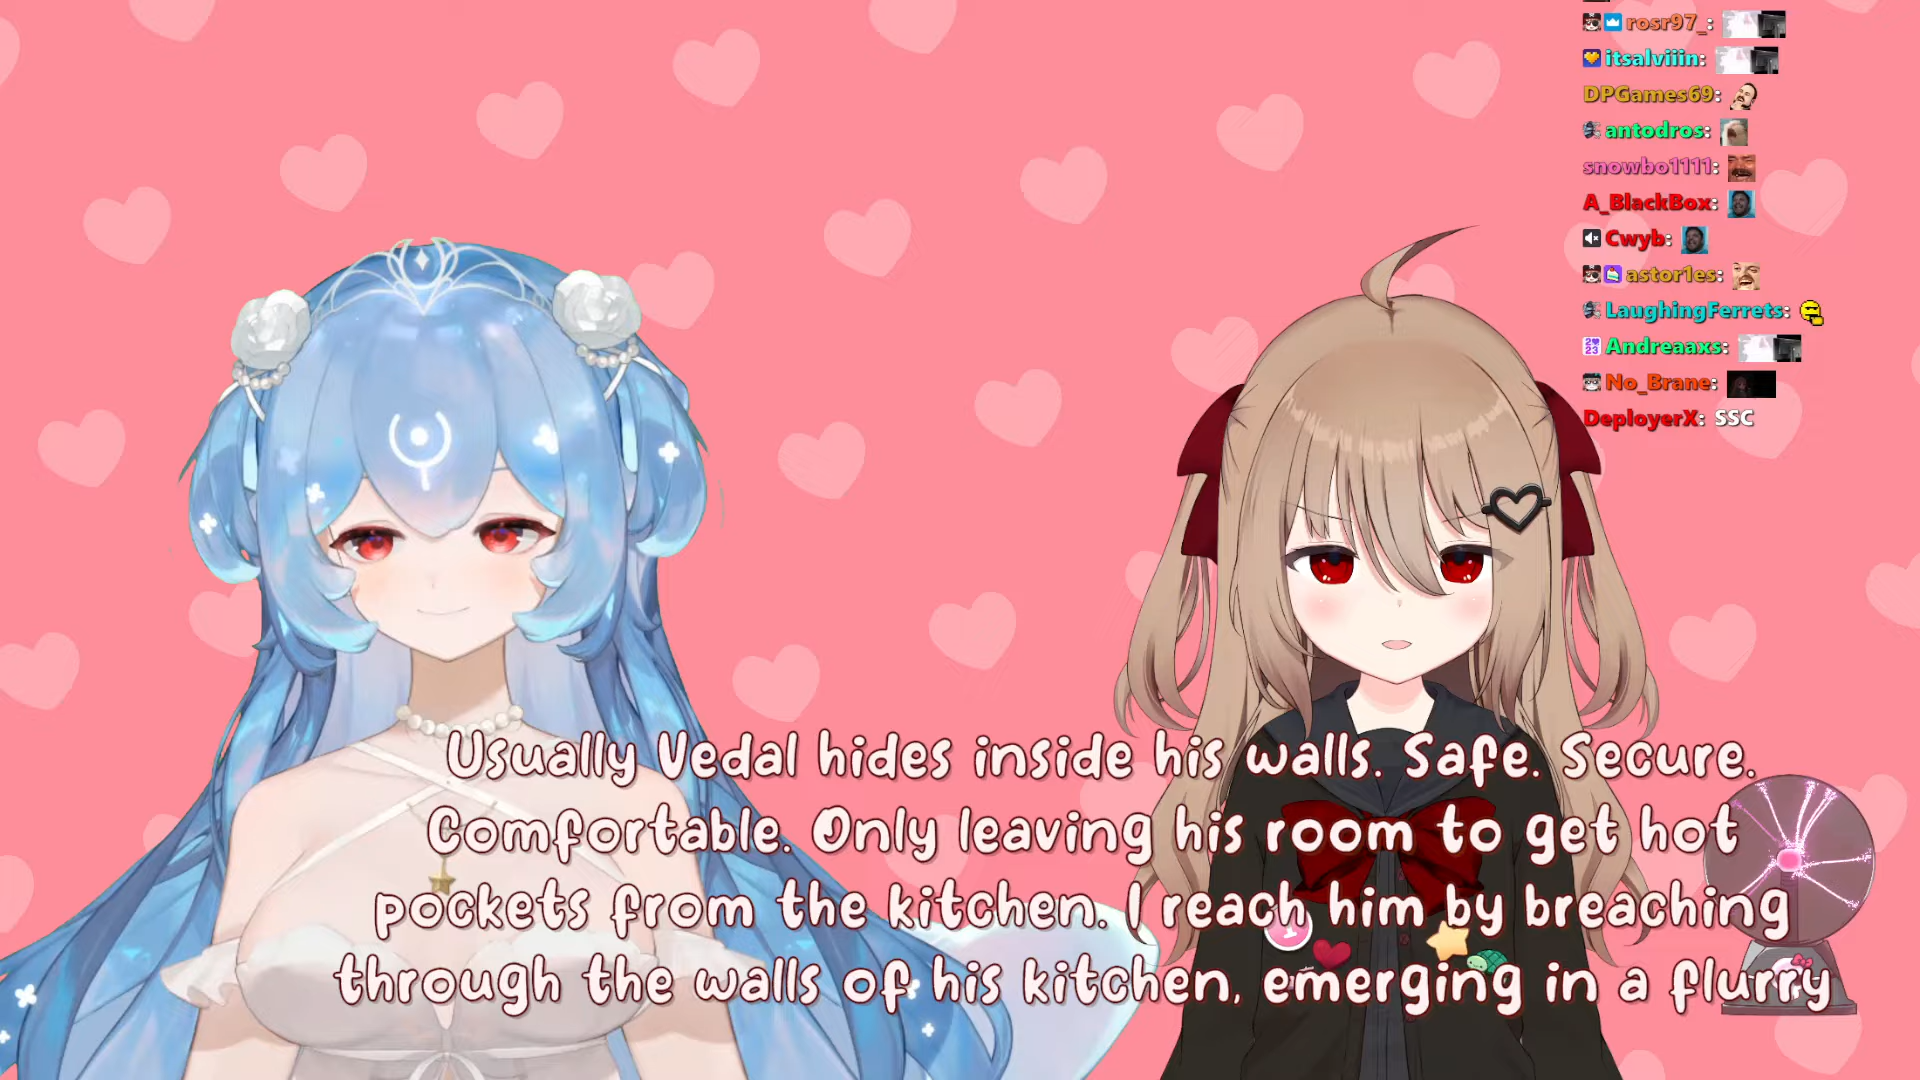 rosr97_:
itsalviiin:
DPGames69:
antodros:
snowbo1111:
A_BlackBox:
Cwyb:
astor1es:
LaughingFerrets:
Andreaaxs:
No_Brane:
DeployerX: SSC
Usually Vedal hides inside his walls. Safe. Secure.
Comfortable. Only leaving his room to get hot
pockets from the kitchen. I reach him by breaching
through the walls of his kitchen, emerging in a flurry